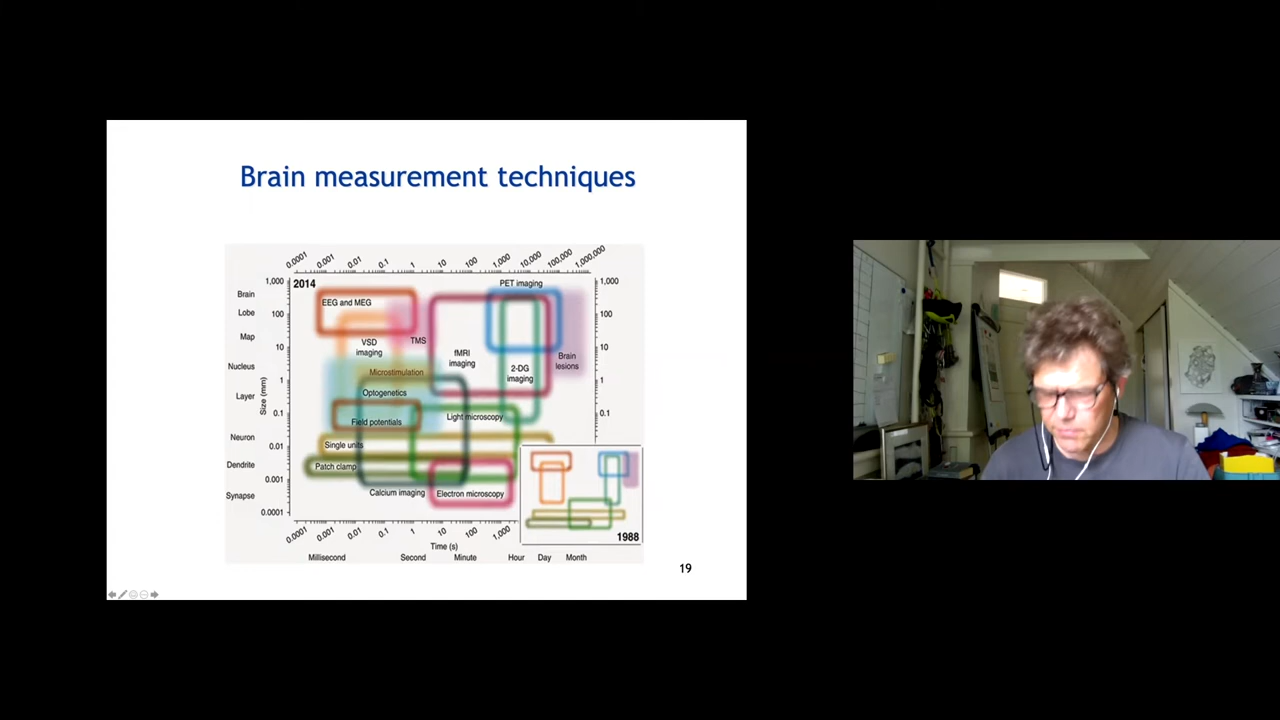 Brain measurement techniques
0.0001 0.001 0.01 0.1 1 10 100 1,000 10,000 100,000 1,000,000
2014
1,000
100
10
1
0.1
0.01
0.001
0.0001
Size (mm)
Brain
Lobe
Map
Nucleus
Layer
Neuron
Dendrite
Synapse
EEG and MEG
PET imaging
VSD
imaging
TMS
fMRI
imaging
2-DG
imaging
Brain
lesions
Microstimulation
Optogenetics
Field potentials
Light microscopy
Single units
Patch clamp
Calcium imaging
Electron microscopy
1,000
100
10
1
0.1
1988
0.0001 0.001 0.01 0.1 1 10 100 1,000
Time (s)
Millisecond Second Minute Hour Day Month
19